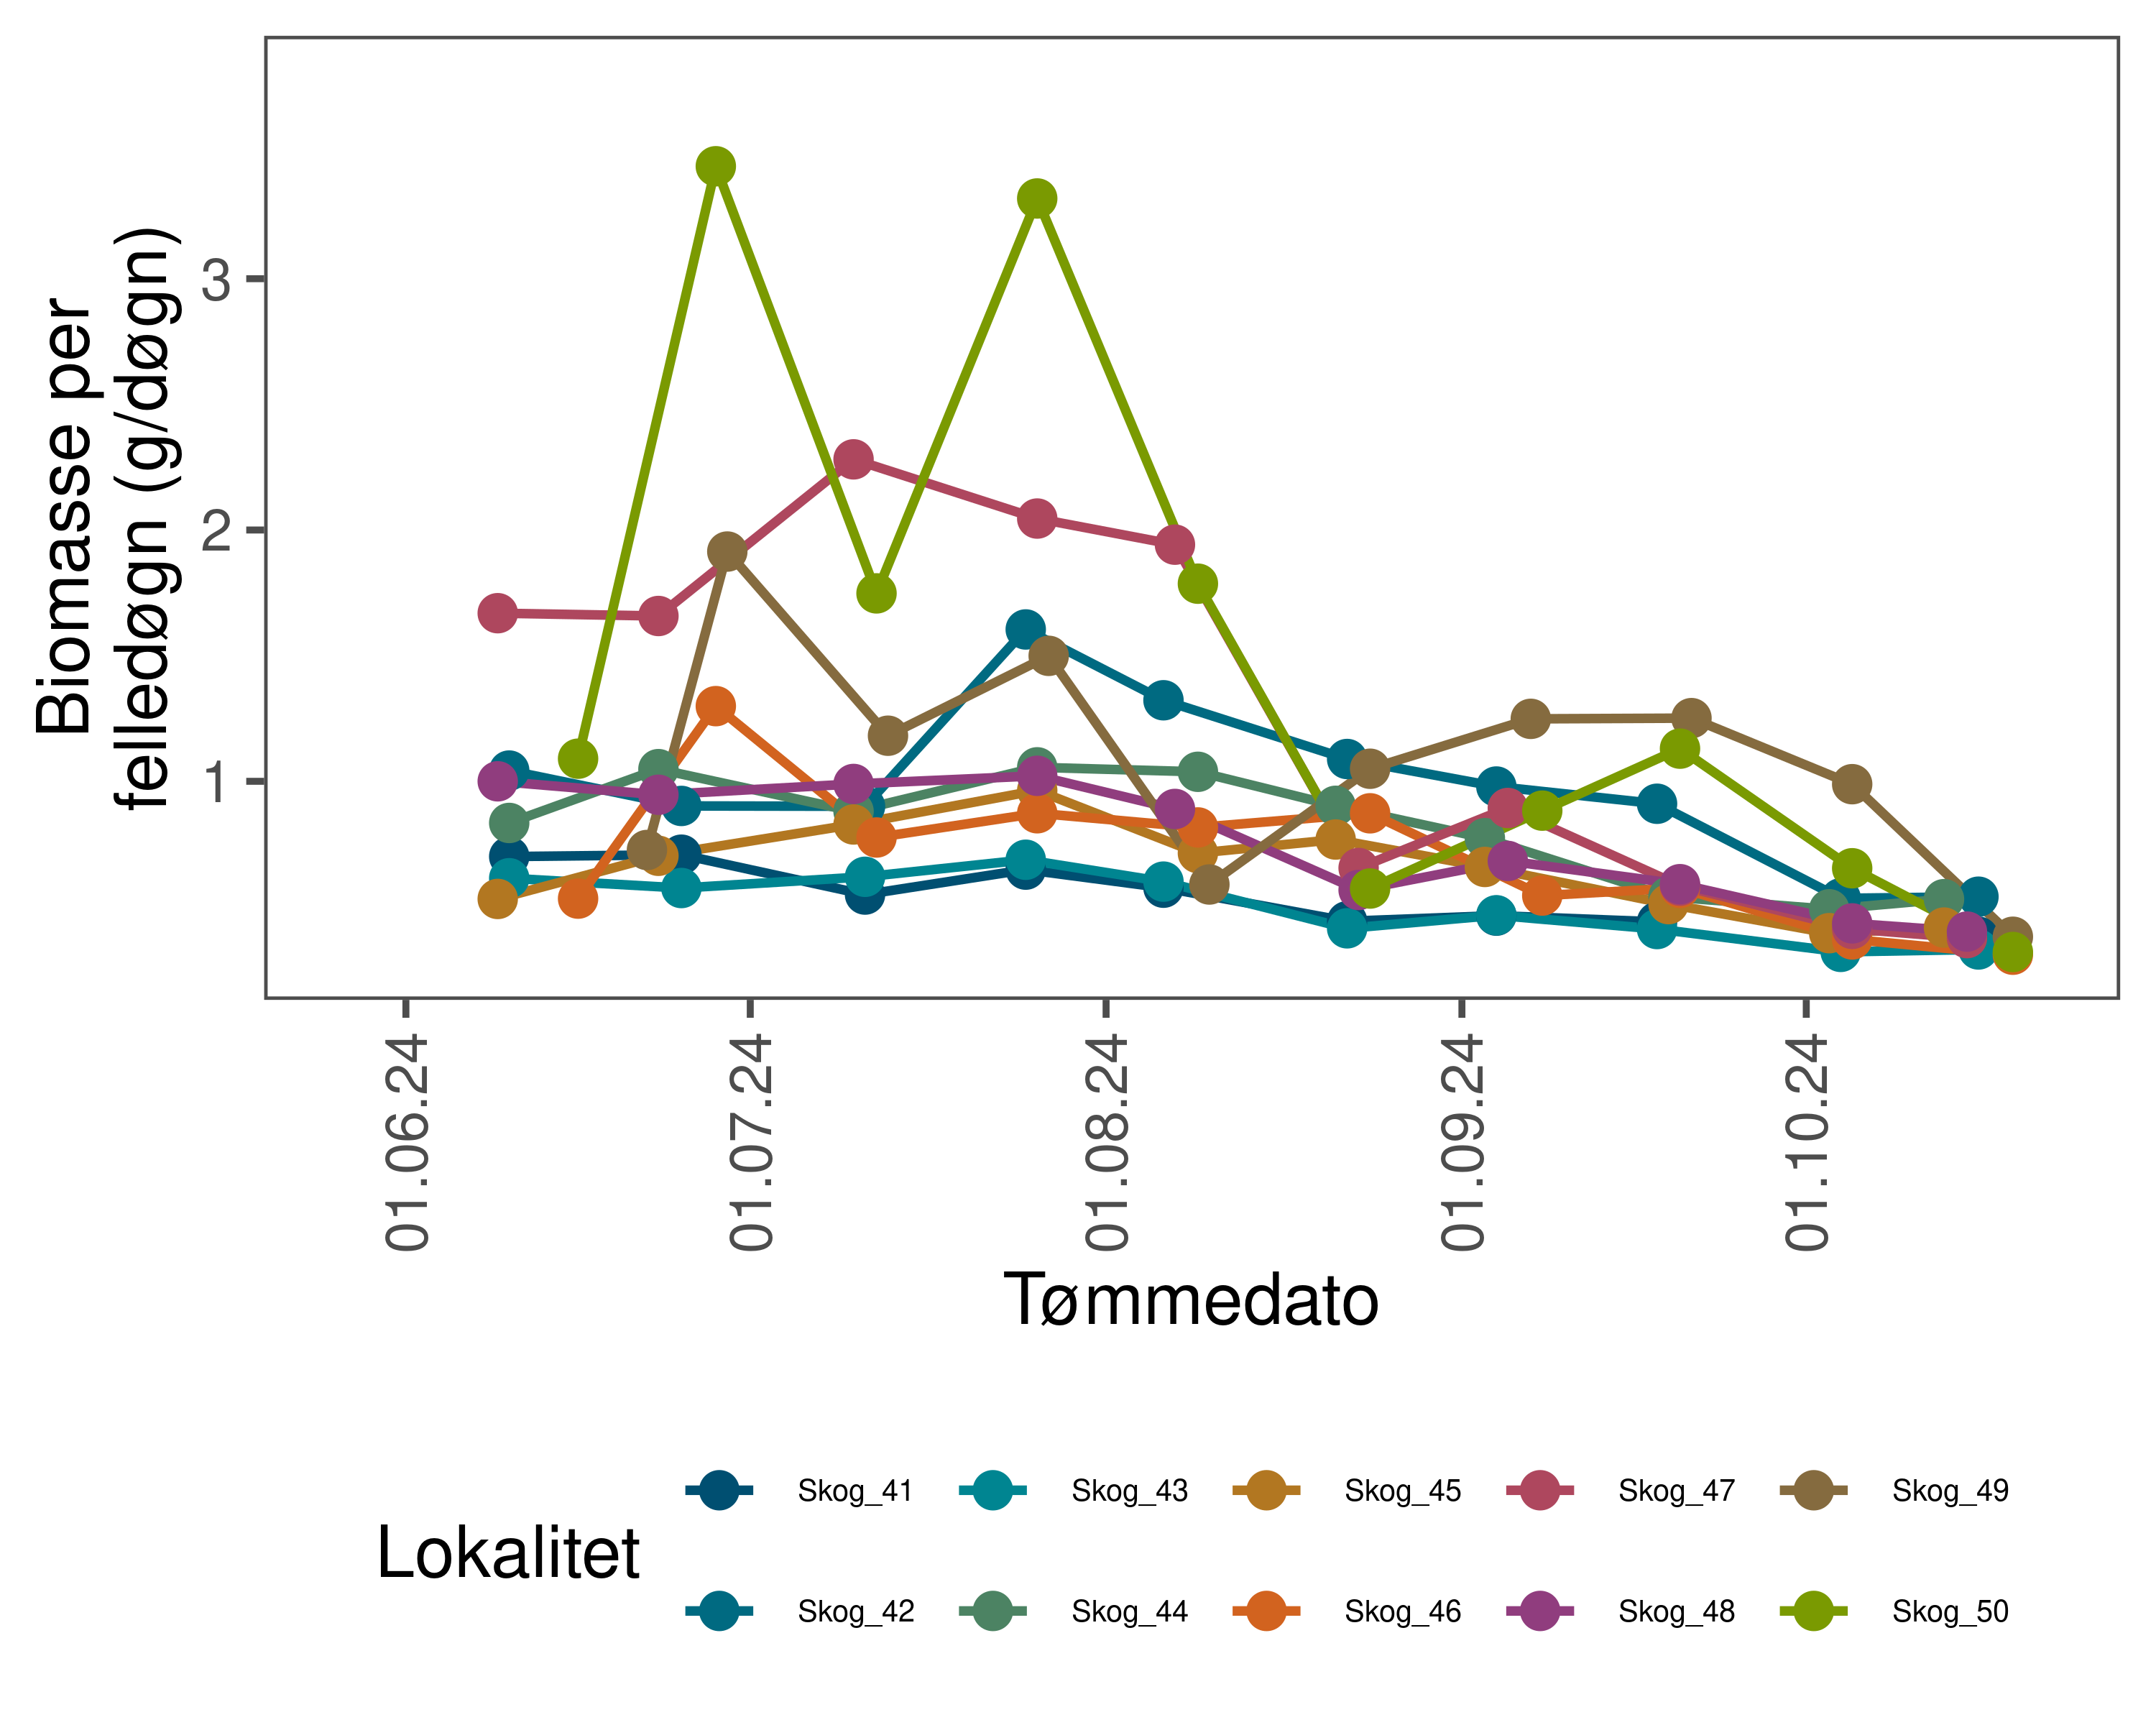 Biomasse per
felledøgn (g/døgn)
3
2
1
01.06.24
01.07.24
01.08.24
01.09.24
01.10.24
Tømmedato
Lokalitet
Skog_41
Skog_43
Skog_45
Skog_47
Skog_49
Skog_42
Skog_44
Skog_46
Skog_48
Skog_50